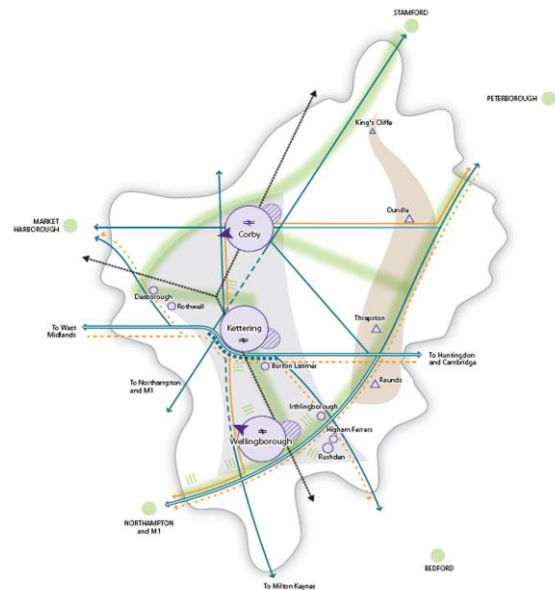 STAMFORD
PETERBOROUGH
King's Cliffe
Oundle
MARKET
HARBOROUGH
Corby
Desborough
Rothwell
Thrapston
Kettering
To West
Midlands
To Huntingdon
and Cambridge
Burton Latimer
To Northampton
and M1
Raunds
Irthlingborough
Higham Ferrers
Wellingborough
Rushden
NORTHAMPTON
and M1
BEDFORD
To Milton Keynes